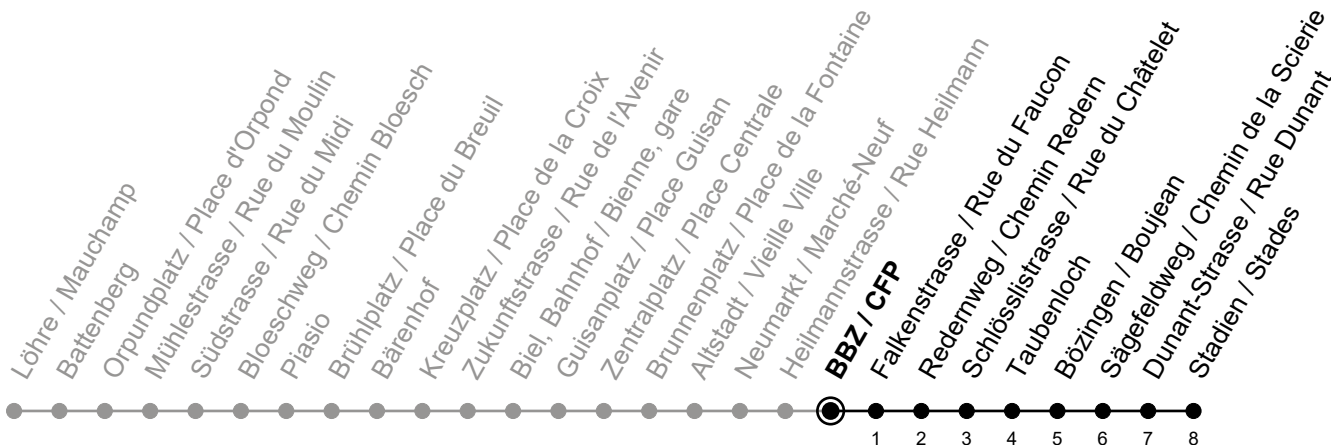 Löhre / Mauchamp
Battenberg
Orpundplatz / Place d'Orpond
Mühlestrasse / Rue du Moulin
Südstrasse / Rue du Midi
Bloeschweg / Chemin Bloesch
Piasio
Brühlplatz / Place du Breuil
Bärenhof
Kreuzplatz / Place de la Croix
Zukunftstrasse / Rue de l'Avenir
Biel, Bahnhof / Bienne, gare
Guisanplatz / Place Guisan
Zentralplatz / Place Centrale
Brunnenplatz / Place de la Fontaine
Altstadt / Vieille Ville
Neumarkt / Marché-Neuf
Heilmannstrasse / Rue Heilmann
BBZ / CFP
Falkenstrasse / Rue du Faucon
Redernweg / Chemin Redern
Schlösslistrasse / Rue du Châtelet
Taubenloch
Bözingen / Boujean
Sägefeldweg / Chemin de la Scierie
Dunant-Strasse / Rue Dunant
Stadien / Stades
1 2 3 4 5 6 7 8